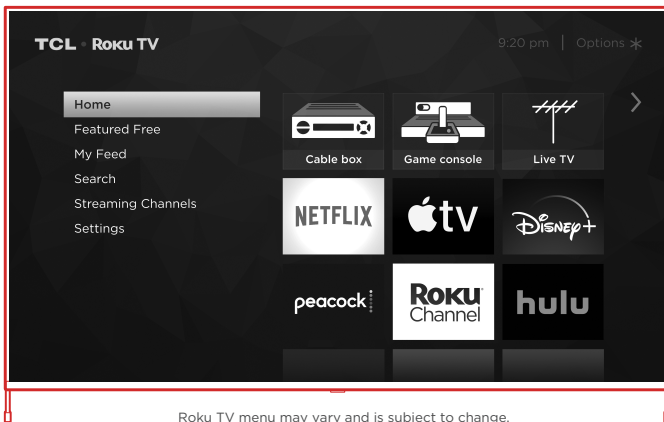 TCL • Roku TV
9:20 pm | Options
Home
Featured Free
My Feed
Search
Streaming Channels
Settings
Cable box
Game console
Live TV
NETFLIX
tv
Disney+
peacock
Roku
Channel
hulu
Roku TV menu may vary and is subject to change.